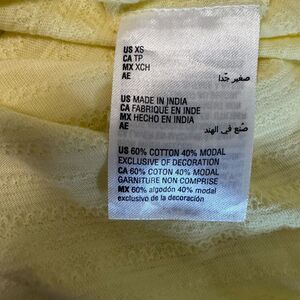 US XS
CA TP
MX XCH
AE صغير جدا
US MADE IN INDIA
CA FABRIQUÉ EN INDE
MX HECHO EN INDIA
AE صنع في الهند
US 60% COTTON 40% MODAL
EXCLUSIVE OF DECORATION
CA 60% COTON 40% MODAL
GARNITURE NON COMPRISE
MX 60% algodón 40% modal
exclusivo de la decoración